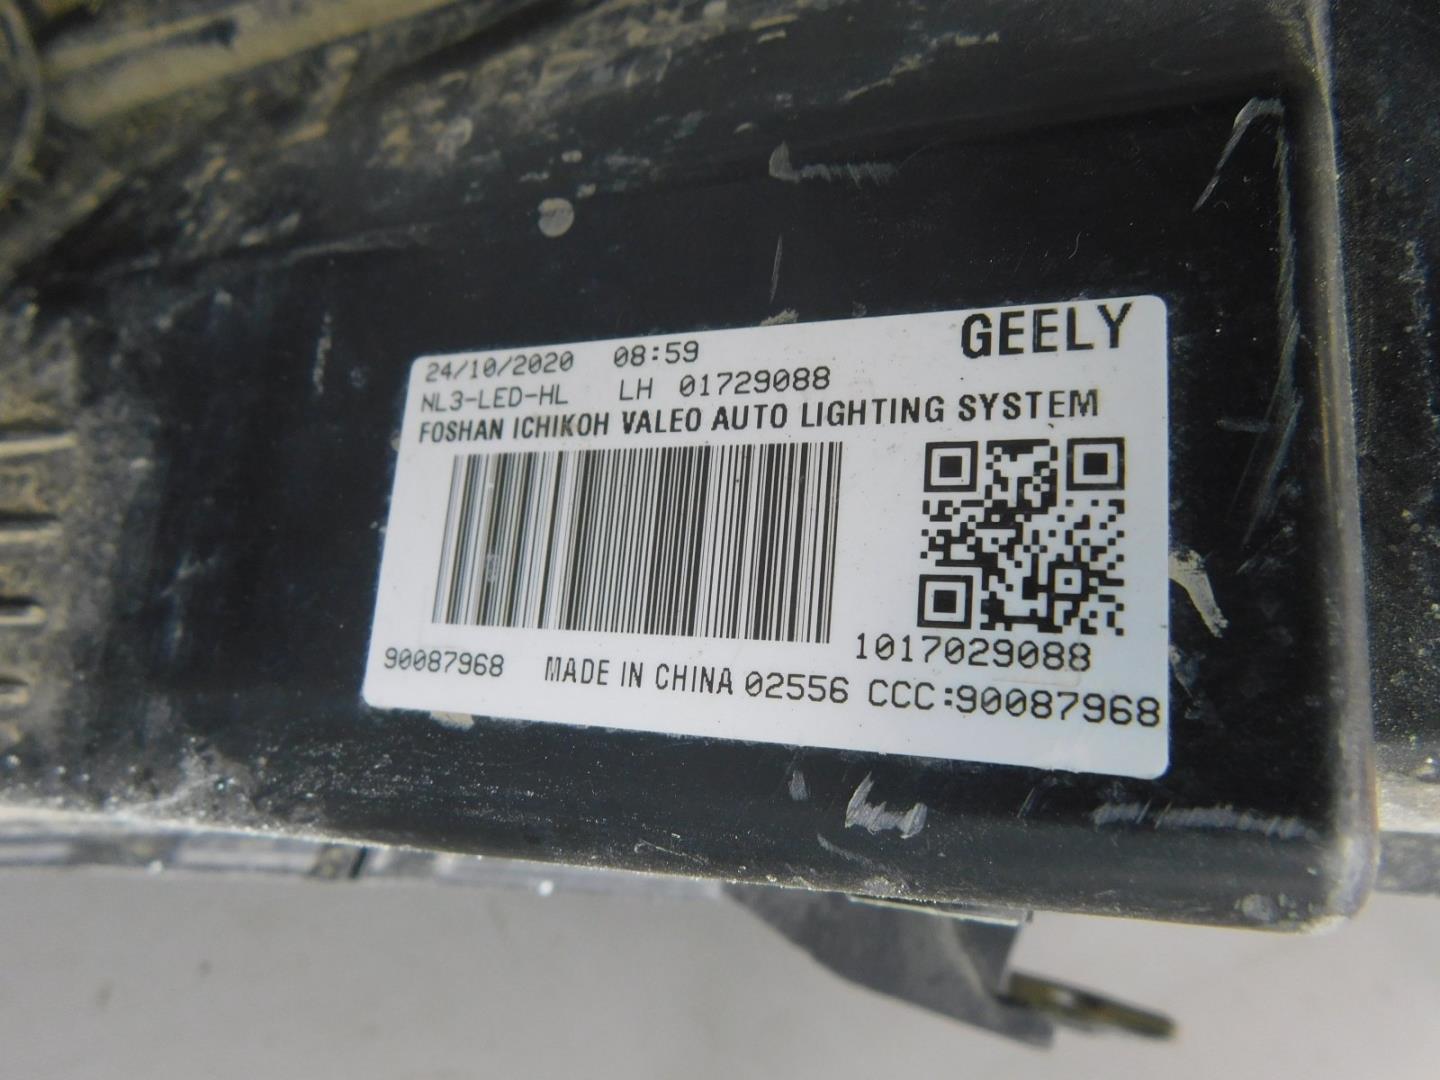 GEELY
24/10/2020 08:59
NL3-LED-HL LH 01729088
FOSHAN ICHIKOH VALEO AUTO LIGHTING SYSTEM
1017029088
90087968 MADE IN CHINA 02556 CCC:90087968